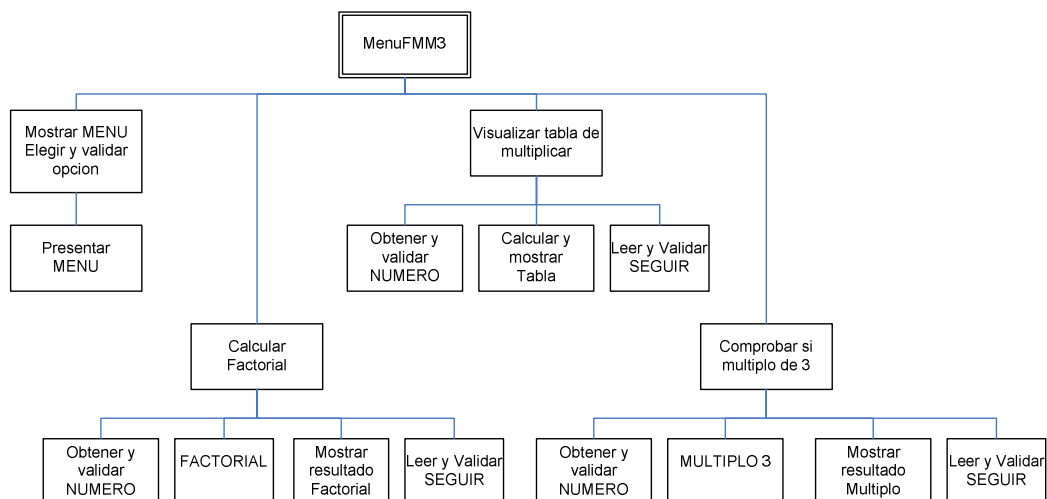 MenuFMM3
Mostrar MENU
Elegir y validar
opcion
Visualizar tabla de
multiplicar
Presentar
MENU
Obtener y
validar
NUMERO
Calcular y
mostrar
Tabla
Leer y Validar
SEGUIR
Calcular
Factorial
Comprobar si
multiplo de 3
Obtener y
validar
NUMERO
FACTORIAL
Mostrar
resultado
Factorial
Leer y Validar
SEGUIR
Obtener y
validar
NUMERO
MULTIPLO 3
Mostrar
resultado
Multiplo
Leer y Validar
SEGUIR